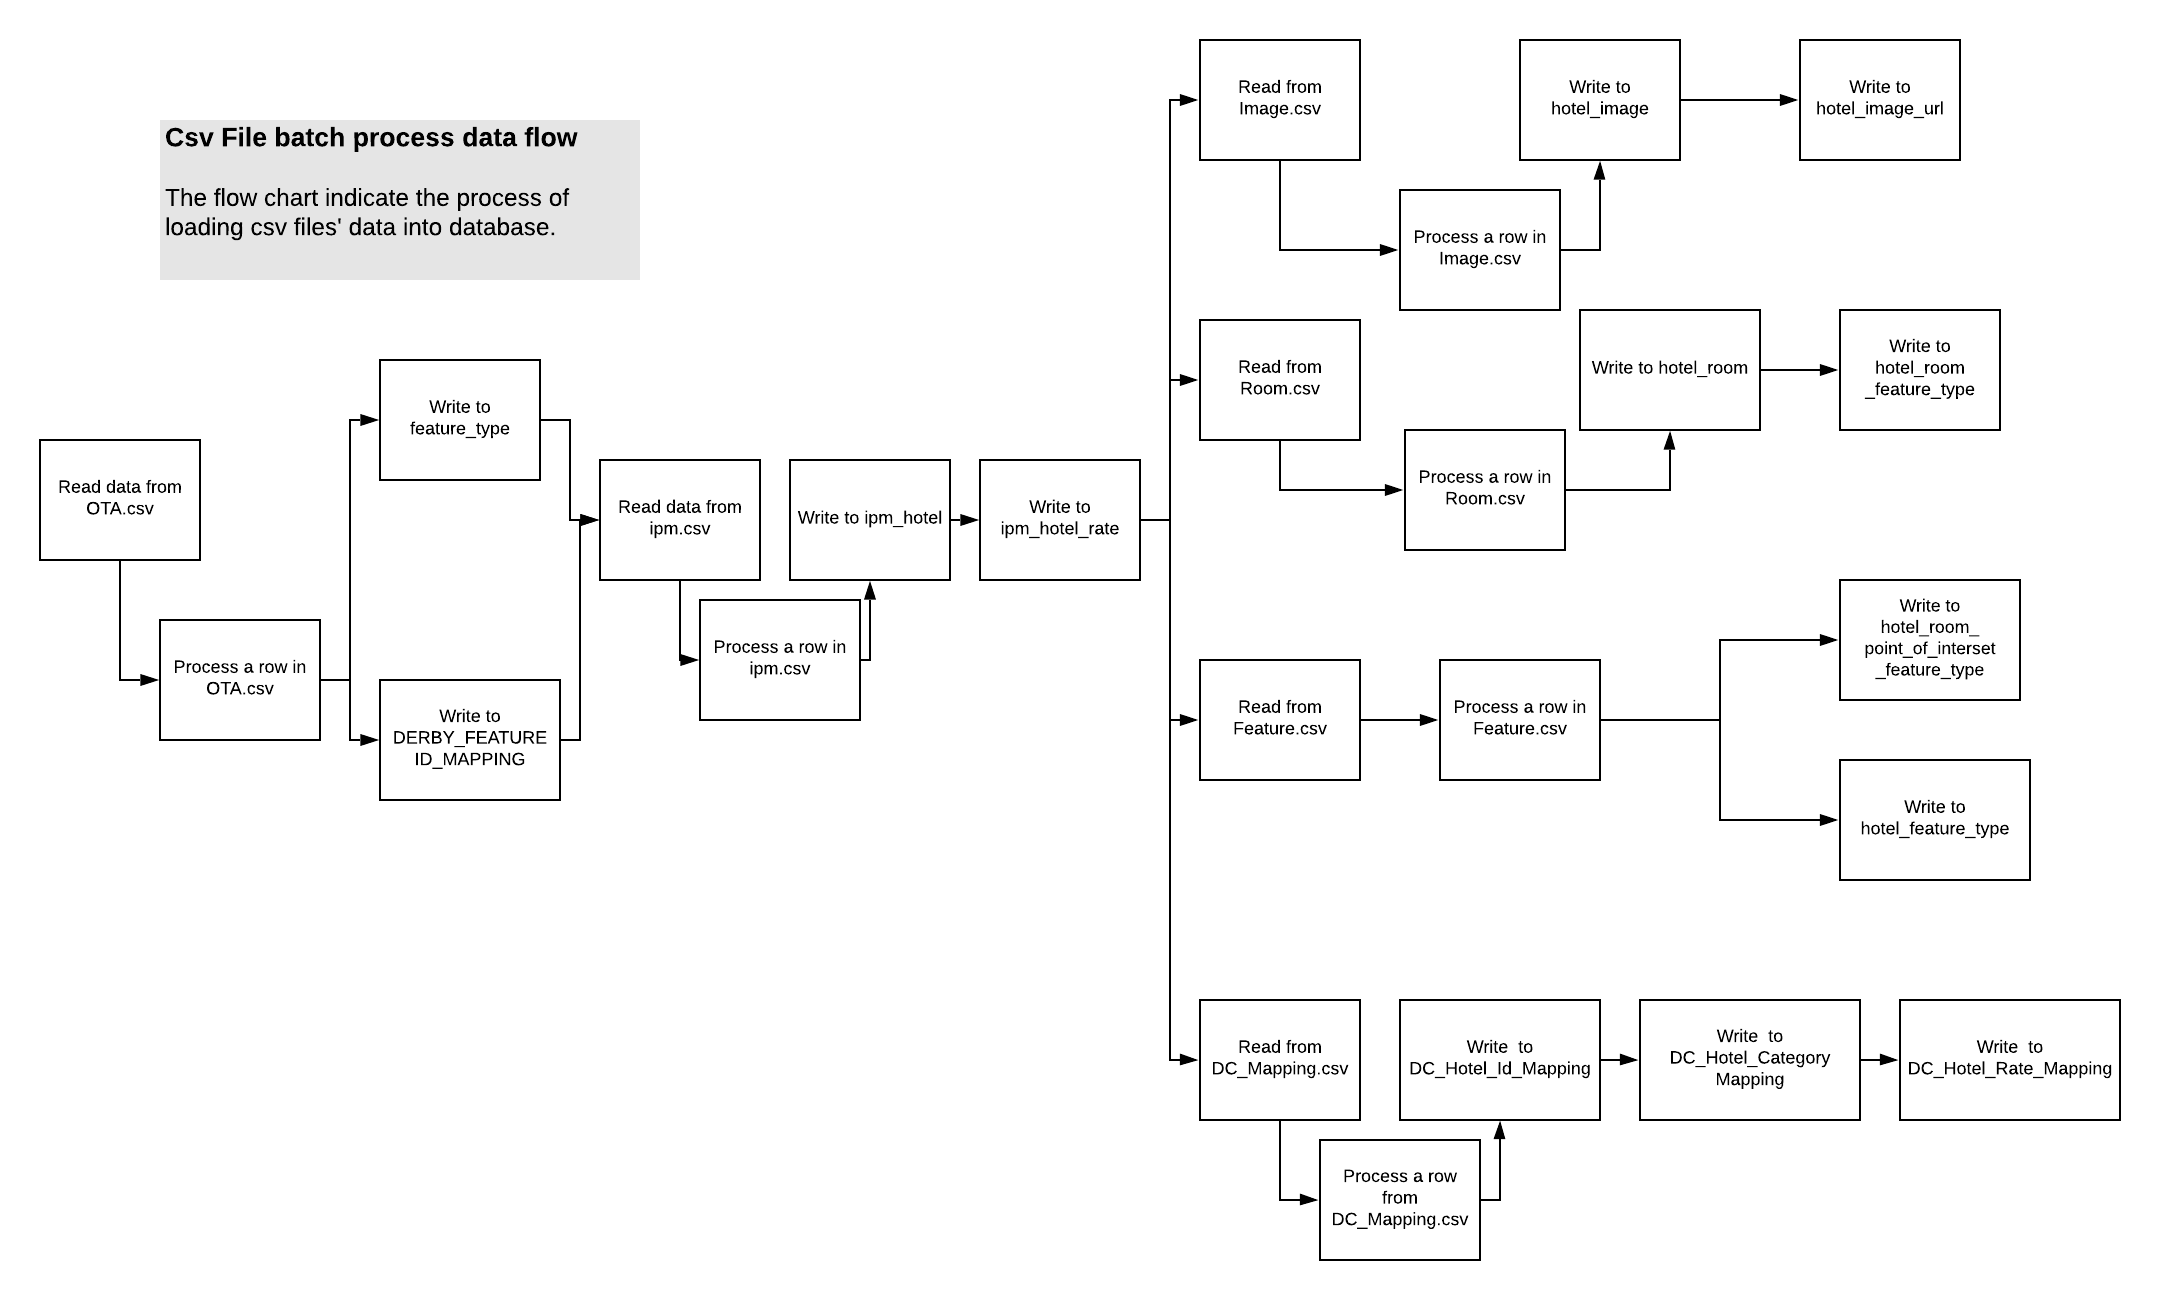 Csv File batch process data flow
The flow chart indicate the process of
loading csv files' data into database.
Read data from
OTA.csv
Process a row in
OTA.csv
Write to
feature_type
Write to
DERBY_FEATURE
ID_MAPPING
Read data from
ipm.csv
Process a row in
ipm.csv
Write to ipm_hotel
Write to
ipm_hotel_rate
Read from
Image.csv
Process a row in
Image.csv
Write to
hotel_image
Write to
hotel_image_url
Read from
Room.csv
Process a row in
Room.csv
Write to hotel_room
Write to
hotel_room
_feature_type
Read from
Feature.csv
Process a row in
Feature.csv
Write to
hotel_room_
point_of_interset
_feature_type
Write to
hotel_feature_type
Read from
DC_Mapping.csv
Process a row
from
DC_Mapping.csv
Write  to
DC_Hotel_Id_Mapping
Write  to
DC_Hotel_Category
Mapping
Write  to
DC_Hotel_Rate_Mapping